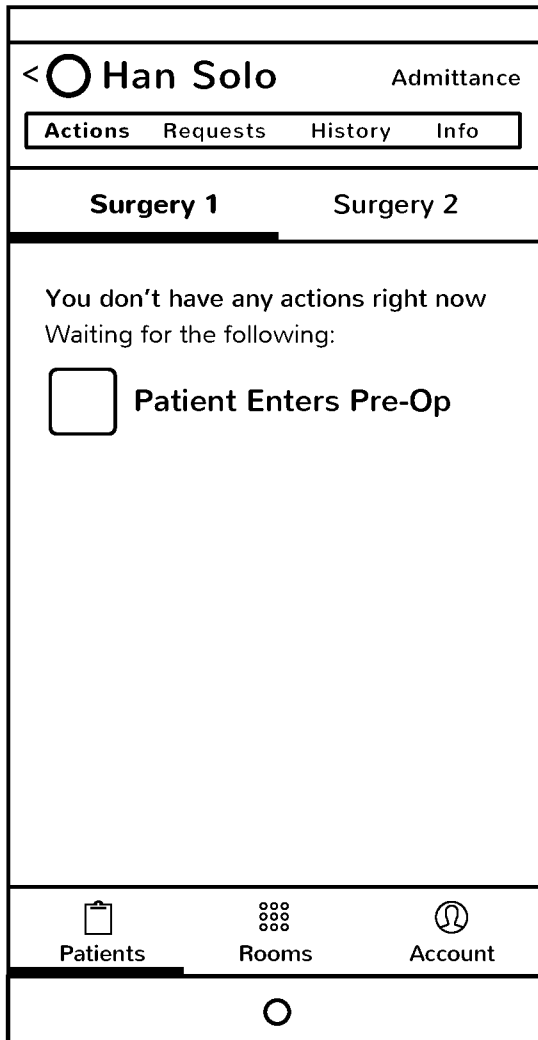 < Han Solo Admittance
Actions Requests History Info
Surgery 1 Surgery 2
You don't have any actions right now
Waiting for the following:
Patient Enters Pre-Op
Patients Rooms Account